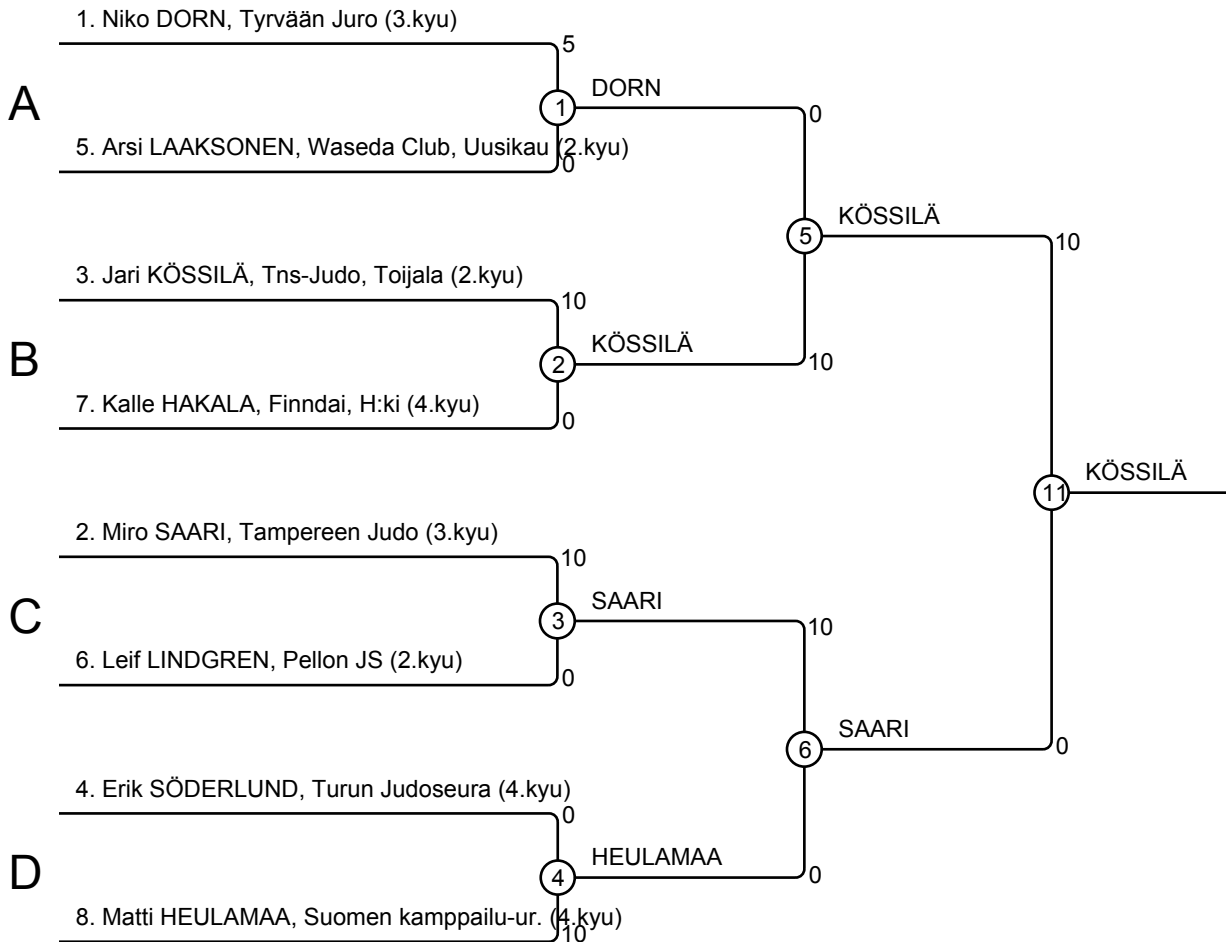 1. Niko DORN, Tyrvään Juro (3.kyu)
5
A
1
DORN
0
5. Arsi LAAKSONEN, Waseda Club, Uusikau (2.kyu)
0
5
KÖSSILÄ
10
3. Jari KÖSSILÄ, Tns-Judo, Toijala (2.kyu)
10
B
2
KÖSSILÄ
10
7. Kalle HAKALA, Finndai, H:ki (4.kyu)
0
11
KÖSSILÄ
2. Miro SAARI, Tampereen Judo (3.kyu)
10
C
3
SAARI
10
6. Leif LINDGREN, Pellon JS (2.kyu)
0
6
SAARI
0
4. Erik SÖDERLUND, Turun Judoseura (4.kyu)
0
D
4
HEULAMAA
0
8. Matti HEULAMAA, Suomen kamppailu-ur. (4.kyu)
10